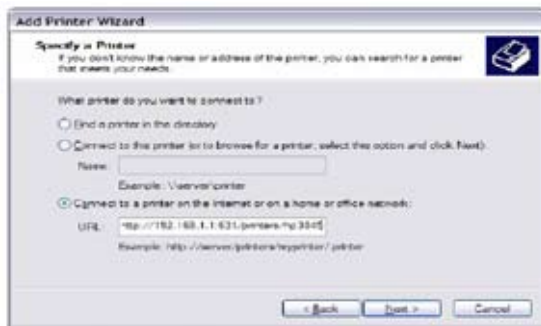 Add Printer Wizard
Specify a Printer
If you don't know the name or address of the printer, you can search for a printer
that meets your needs.
What printer do you want to connect to?
Find a printer in the directory
Connect to this printer (or to browse for a printer, select this option and click Next):
Name:
Example: \\server\printer
Connect to a printer on the Internet or on a home or office network:
URL:
Example: http://server/printers/myprinter/.printer
< Back
Next >
Cancel